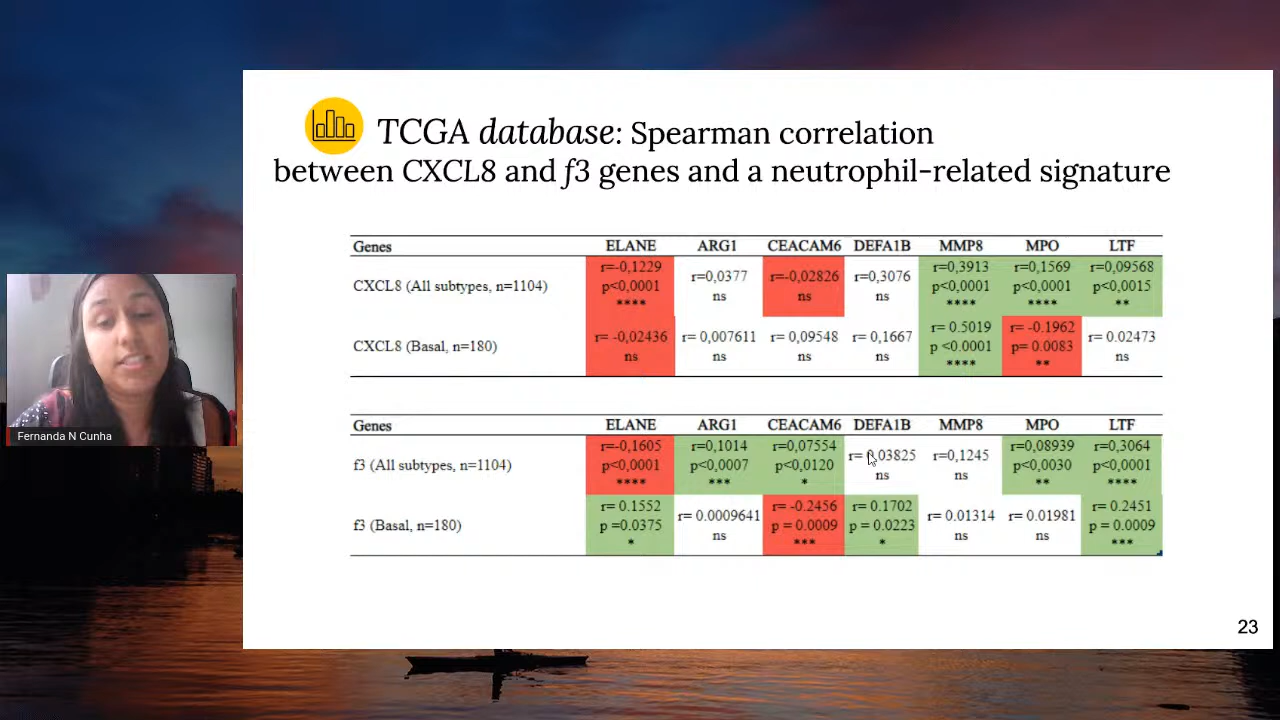 TCGA database: Spearman correlation
between CXCL8 and f3 genes and a neutrophil-related signature
Genes ELANE ARG1 CEACAM6 DEFA1B MMP8 MPO LTF
CXCL8 (All subtypes, n=1104)
r=-0,1229 p<0,0001 ****
r=0,0377 ns
r=-0,02826 ns
r=0,3076 ns
r=0,3913 p<0,0001 ****
r=0,1569 p<0,0001 ****
r=0,09568 p<0,0015 **
CXCL8 (Basal, n=180)
r= -0,02436 ns
r= 0,007611 ns
r= 0,09548 ns
r= 0,1667 ns
r= 0.5019 p <0.0001 ****
r= -0.1962 p= 0.0083 **
r= 0.02473 ns
Genes ELANE ARG1 CEACAM6 DEFA1B MMP8 MPO LTF
f3 (All subtypes, n=1104)
r=-0,1605 p<0,0001 ****
r=0,1014 p<0,0007 ***
r=0,07554 p<0,0120 *
r= 0,03825 ns
r=0,1245 ns
r=0,08939 p<0,0030 **
r=0,3064 p<0,0001 ****
f3 (Basal, n=180)
r= 0.1552 p =0.0375 *
r= 0.0009641 ns
r= -0.2456 p = 0.0009 ***
r= 0.1702 p = 0.0223 *
r= 0.01314 ns
r= 0.01981 ns
r= 0.2451 p = 0.0009 ***
Fernanda N Cunha
23